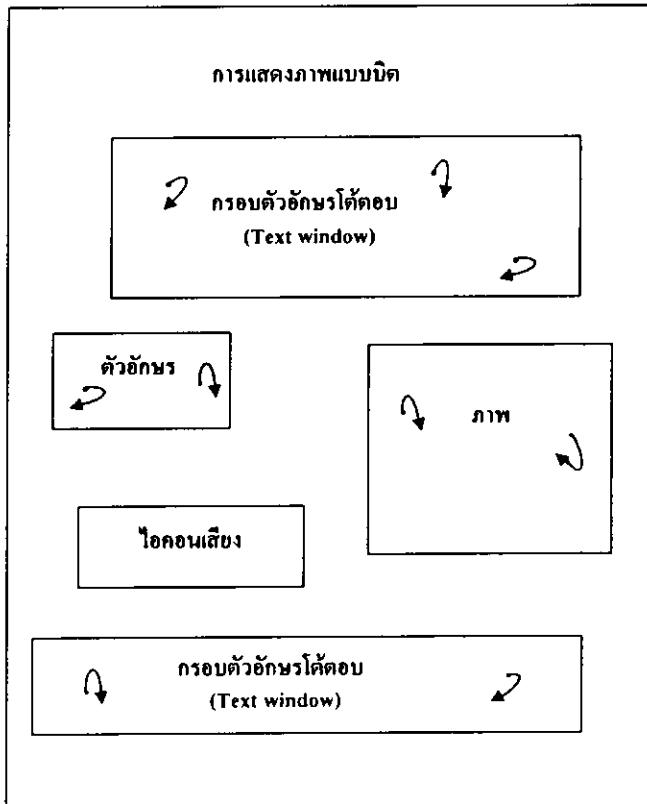 การแสดงภาพแบบบิต
กรอบตัวอักษรโต้ตอบ
(Text window)
ตัวอักษร
ภาพ
ไอคอนเสียง
กรอบตัวอักษรโต้ตอบ
(Text window)